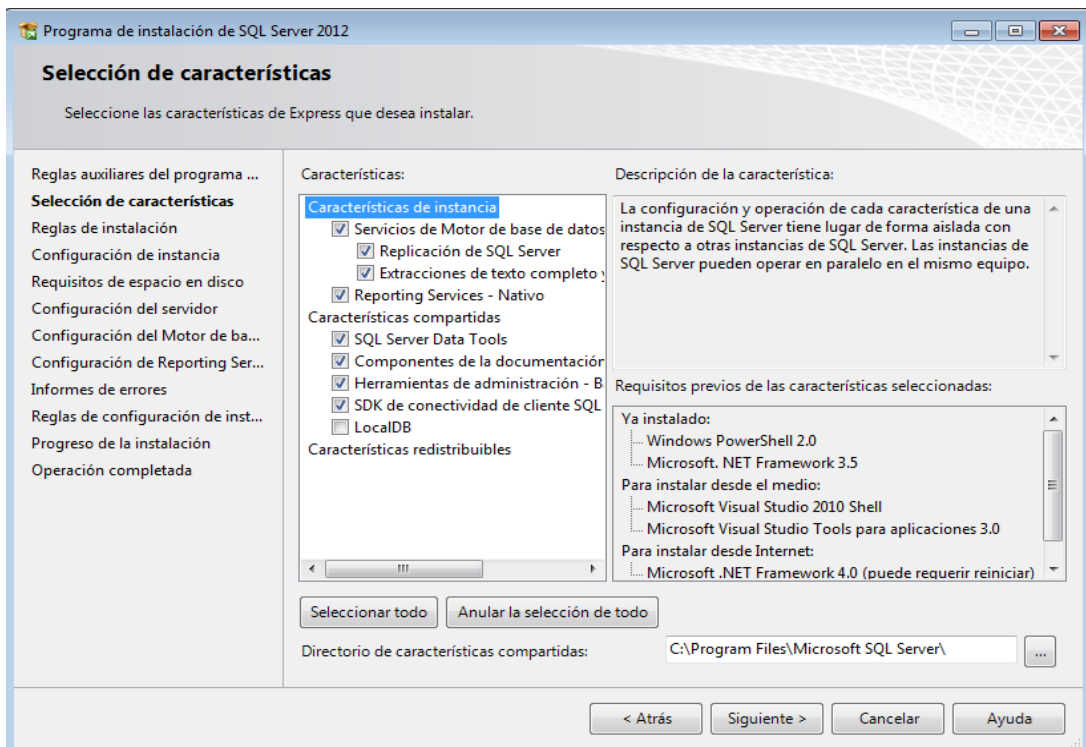 Programa de instalación de SQL Server 2012
Selección de características
Seleccione las características de Express que desea instalar.
Reglas auxiliares del programa ...
Selección de características
Reglas de instalación
Configuración de instancia
Requisitos de espacio en disco
Configuración del servidor
Configuración del Motor de ba...
Configuración de Reporting Ser...
Informes de errores
Reglas de configuración de inst...
Progreso de la instalación
Operación completada
Características:
Características de instancia
Servicios de Motor de base de datos
Replicación de SQL Server
Extracciones de texto completo y
Reporting Services - Nativo
Características compartidas
SQL Server Data Tools
Componentes de la documentación
Herramientas de administración - B
SDK de conectividad de cliente SQL
LocalDB
Características redistribuibles
Descripción de la característica:
La configuración y operación de cada característica de una
instancia de SQL Server tiene lugar de forma aislada con
respecto a otras instancias de SQL Server. Las instancias de
SQL Server pueden operar en paralelo en el mismo equipo.
Requisitos previos de las características seleccionadas:
Ya instalado:
Windows PowerShell 2.0
Microsoft. NET Framework 3.5
Para instalar desde el medio:
Microsoft Visual Studio 2010 Shell
Microsoft Visual Studio Tools para aplicaciones 3.0
Para instalar desde Internet:
Microsoft .NET Framework 4.0 (puede requerir reiniciar)
Seleccionar todo
Anular la selección de todo
Directorio de características compartidas:
C:\Program Files\Microsoft SQL Server\
...
< Atrás
Siguiente >
Cancelar
Ayuda